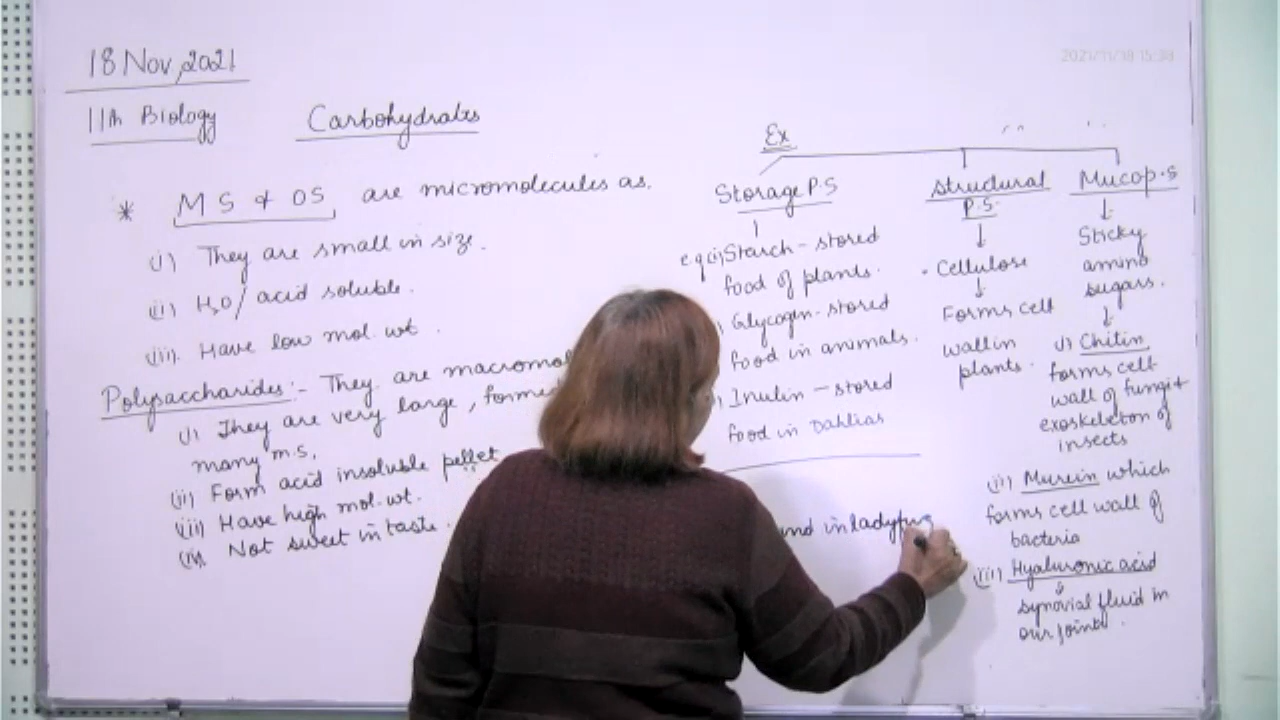 18 Nov, 2021
2021/11/18 15:38
11th Biology
Carbohydrates
* MS & OS are micromolecules as.
(i) They are small in size.
(ii) H2O/acid soluble.
(iii) Have low mol. wt.
Polysaccharides:- They are macromol
(i) They are very large, forme
many m.s.
(ii) Form acid insoluble pellet
(iii) Have high mol. wt.
(iv) Not sweet in taste.
Ex
Storage P.S
e.g (i) Starch - stored
food of plants.
Glycogen - stored
food in animals.
Inulin - stored
food in Dahlias
in ladyfing
Structural
P.S.
Cellulose
Forms cell
wall in
plants.
Mucop.S
Sticky
amino
sugars.
(i) Chitin,
forms cell
wall of fungi +
exoskeleton of
insects
(ii) Murein which
forms cell wall of
bacteria
(iii) Hyaluronic acid
synovial fluid in
our joints.